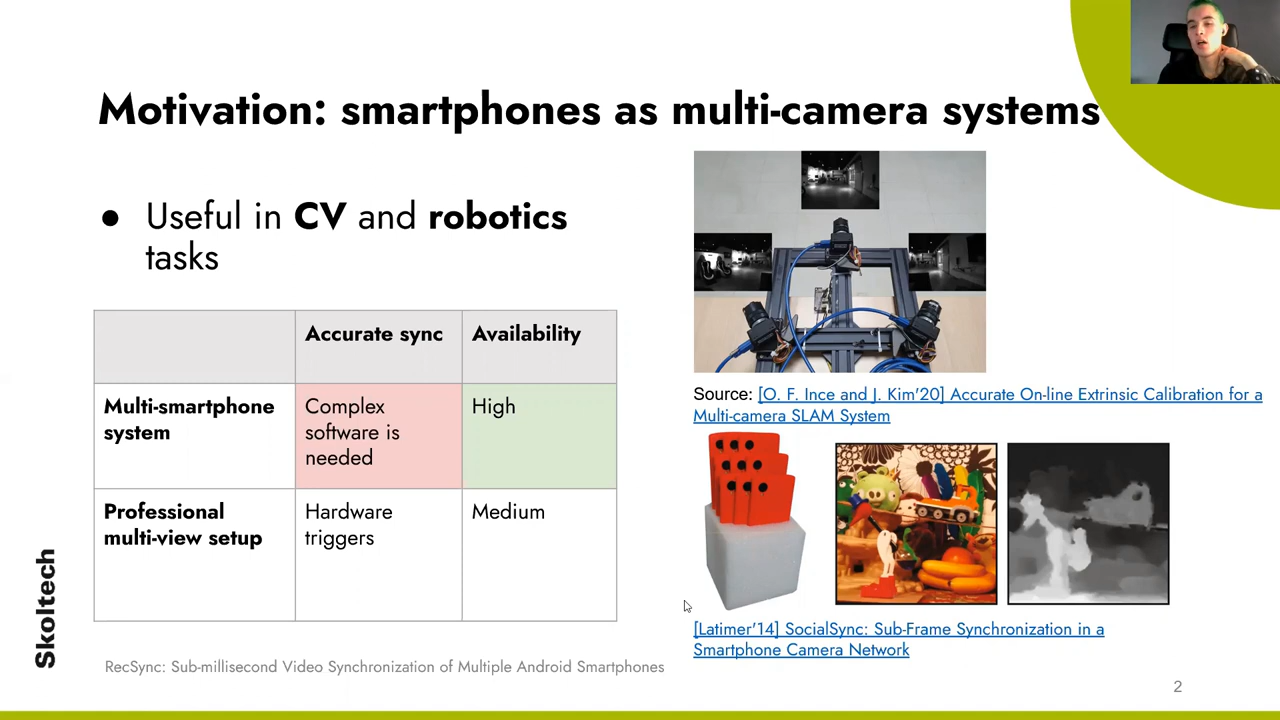 Motivation: smartphones as multi-camera systems
● Useful in CV and robotics
tasks
Accurate sync
Availability
Multi-smartphone
system
Complex
software is
needed
High
Professional
multi-view setup
Hardware
triggers
Medium
Source: [O. F. Ince and J. Kim'20] Accurate On-line Extrinsic Calibration for a
Multi-camera SLAM System
[Latimer'14] SocialSync: Sub-Frame Synchronization in a
Smartphone Camera Network
Skoltech
RecSync: Sub-millisecond Video Synchronization of Multiple Android Smartphones
2